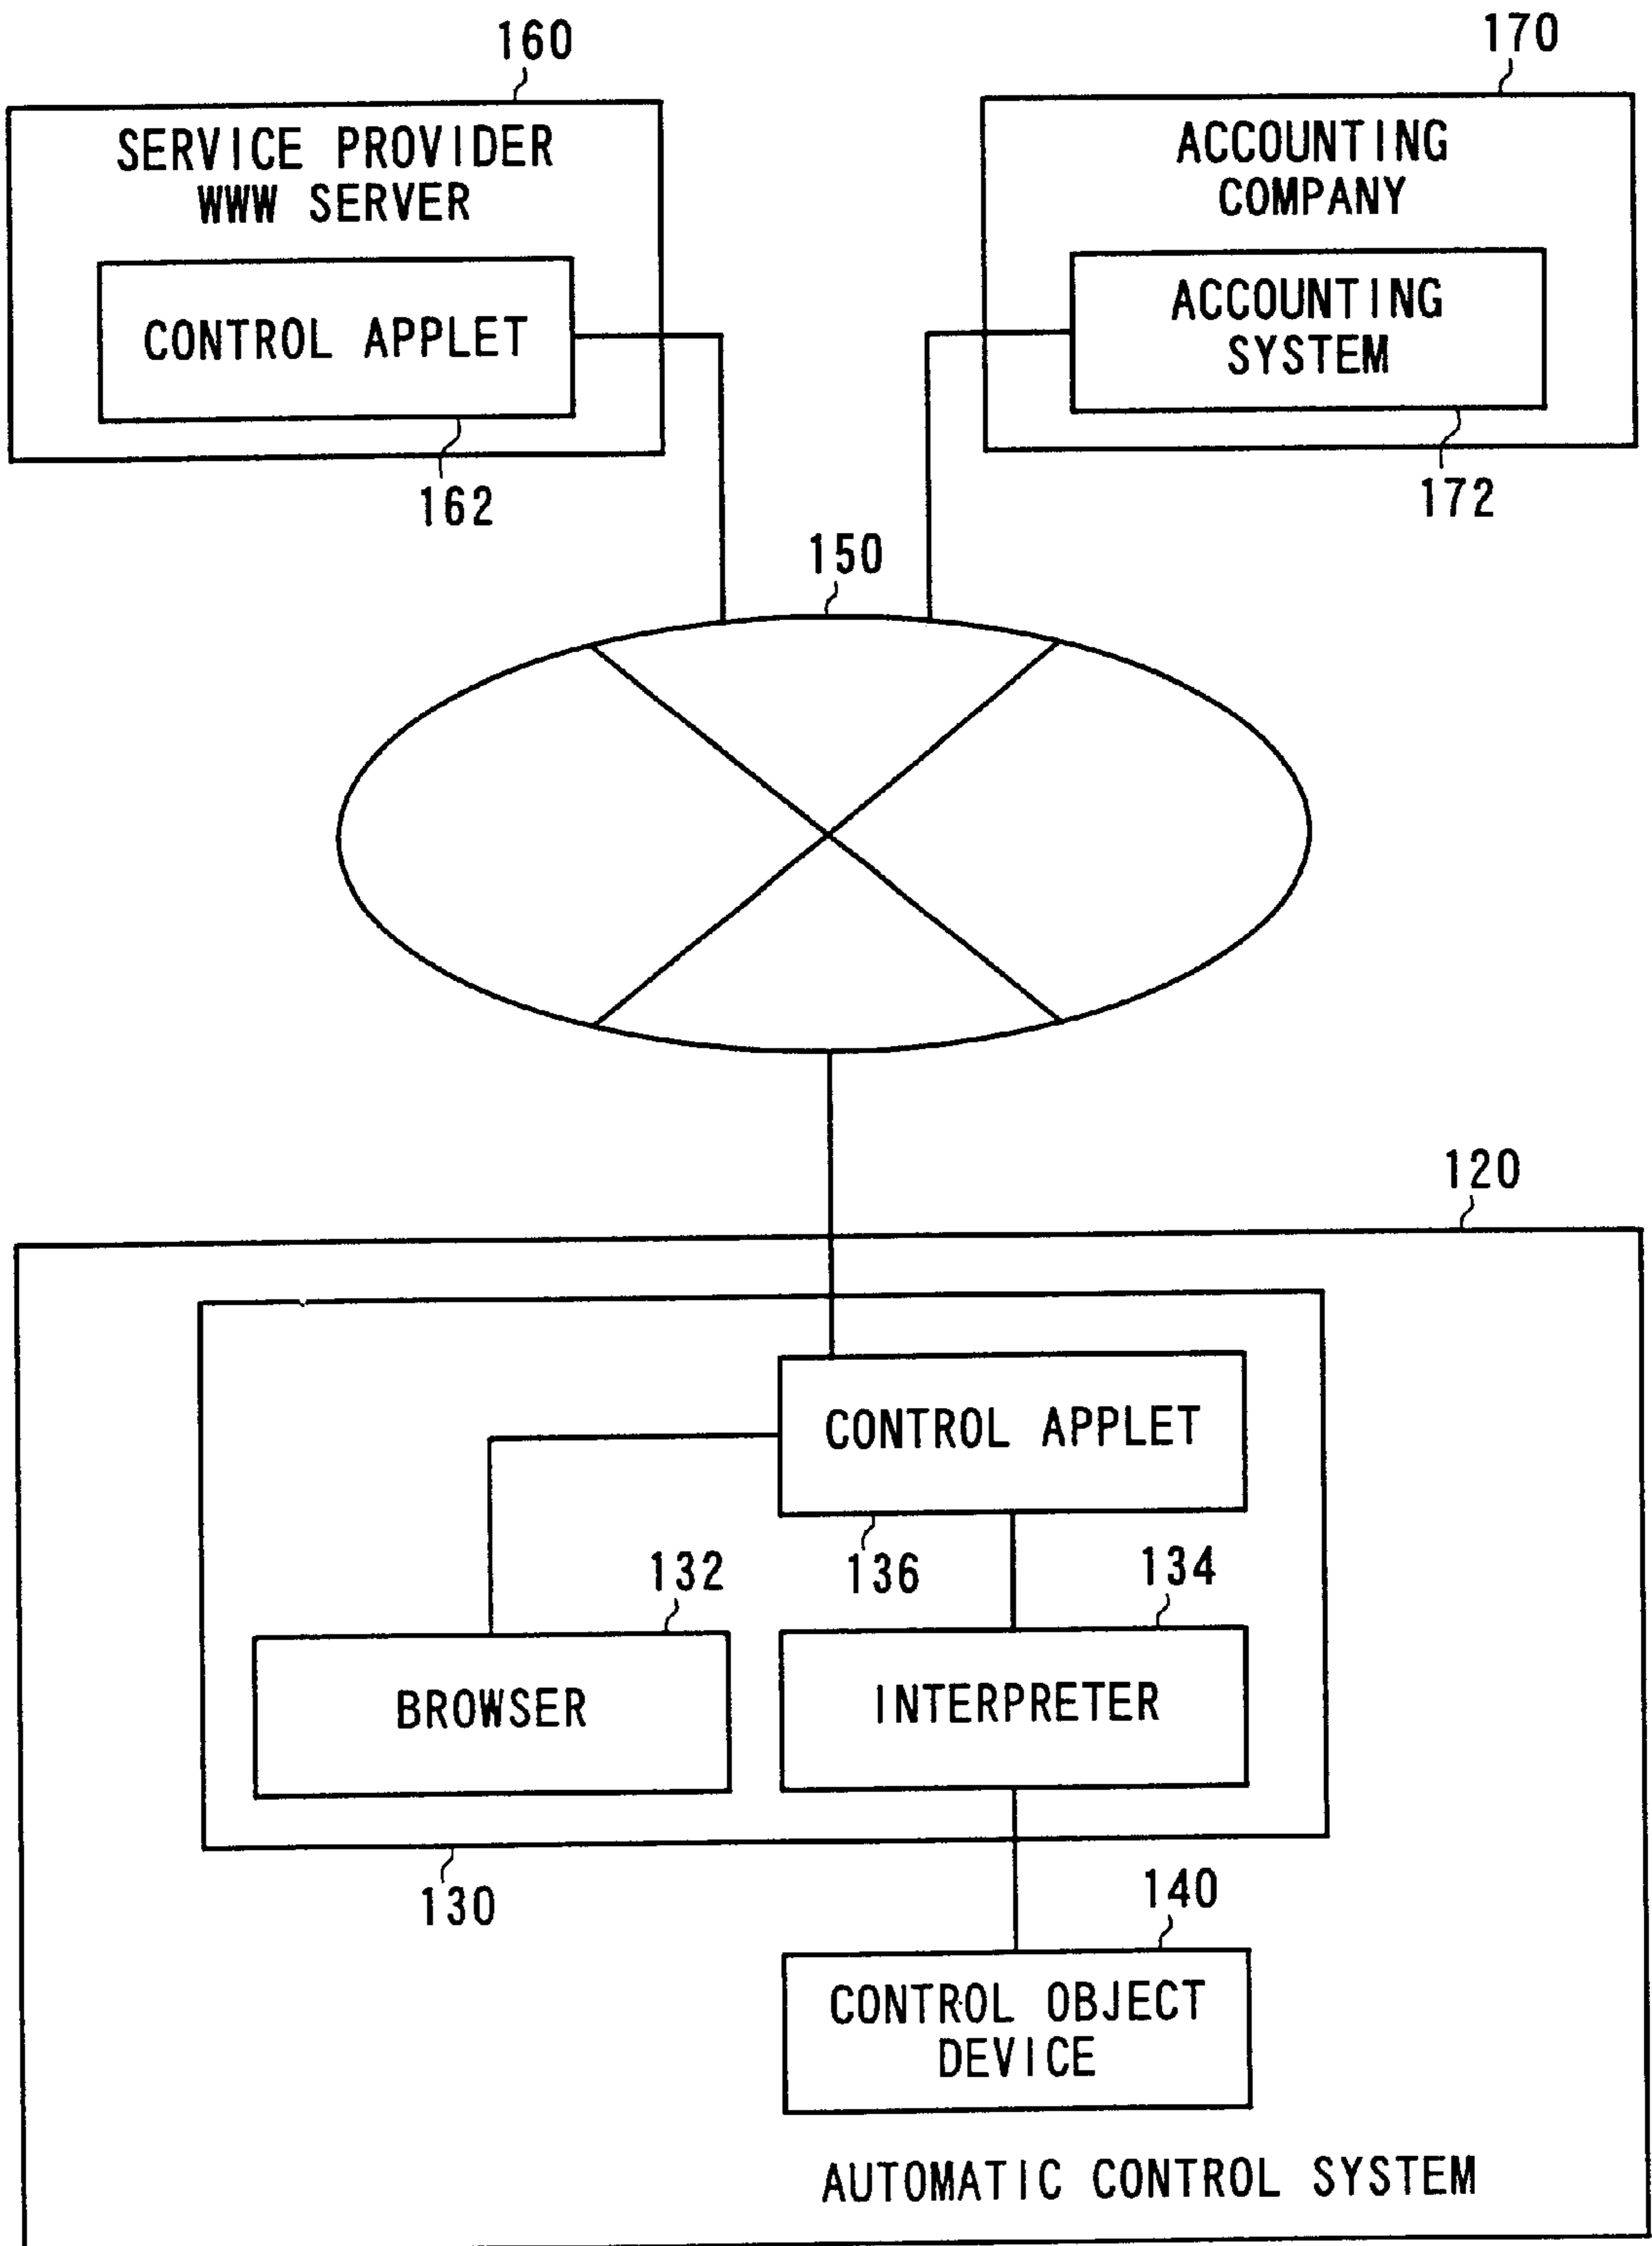 160
170
SERVICE PROVIDER
WWW SERVER
ACCOUNTING
COMPANY
CONTROL APPLET
ACCOUNTING
SYSTEM
162
172
150
120
CONTROL APPLET
132
136
134
BROWSER
INTERPRETER
130
140
CONTROL OBJECT
DEVICE
AUTOMATIC CONTROL SYSTEM